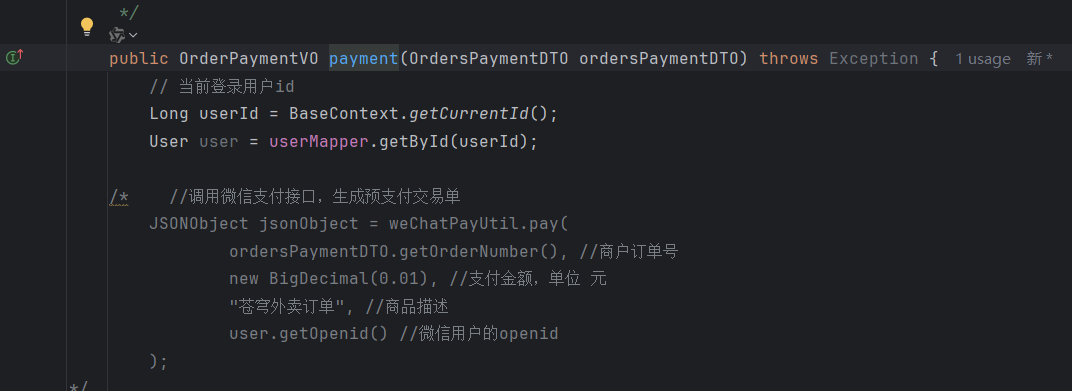 */
public OrderPaymentVO payment(OrdersPaymentDTO ordersPaymentDTO) throws Exception { 1 usage 新 *
// 当前登录用户id
Long userId = BaseContext.getCurrentId();
User user = userMapper.getById(userId);
/* //调用微信支付接口，生成预支付交易单
JSONObject jsonObject = weChatPayUtil.pay(
ordersPaymentDTO.getOrderNumber(), //商户订单号
new BigDecimal(0.01), //支付金额，单位 元
"苍穹外卖订单", //商品描述
user.getOpenid() //微信用户的openid
);
*/